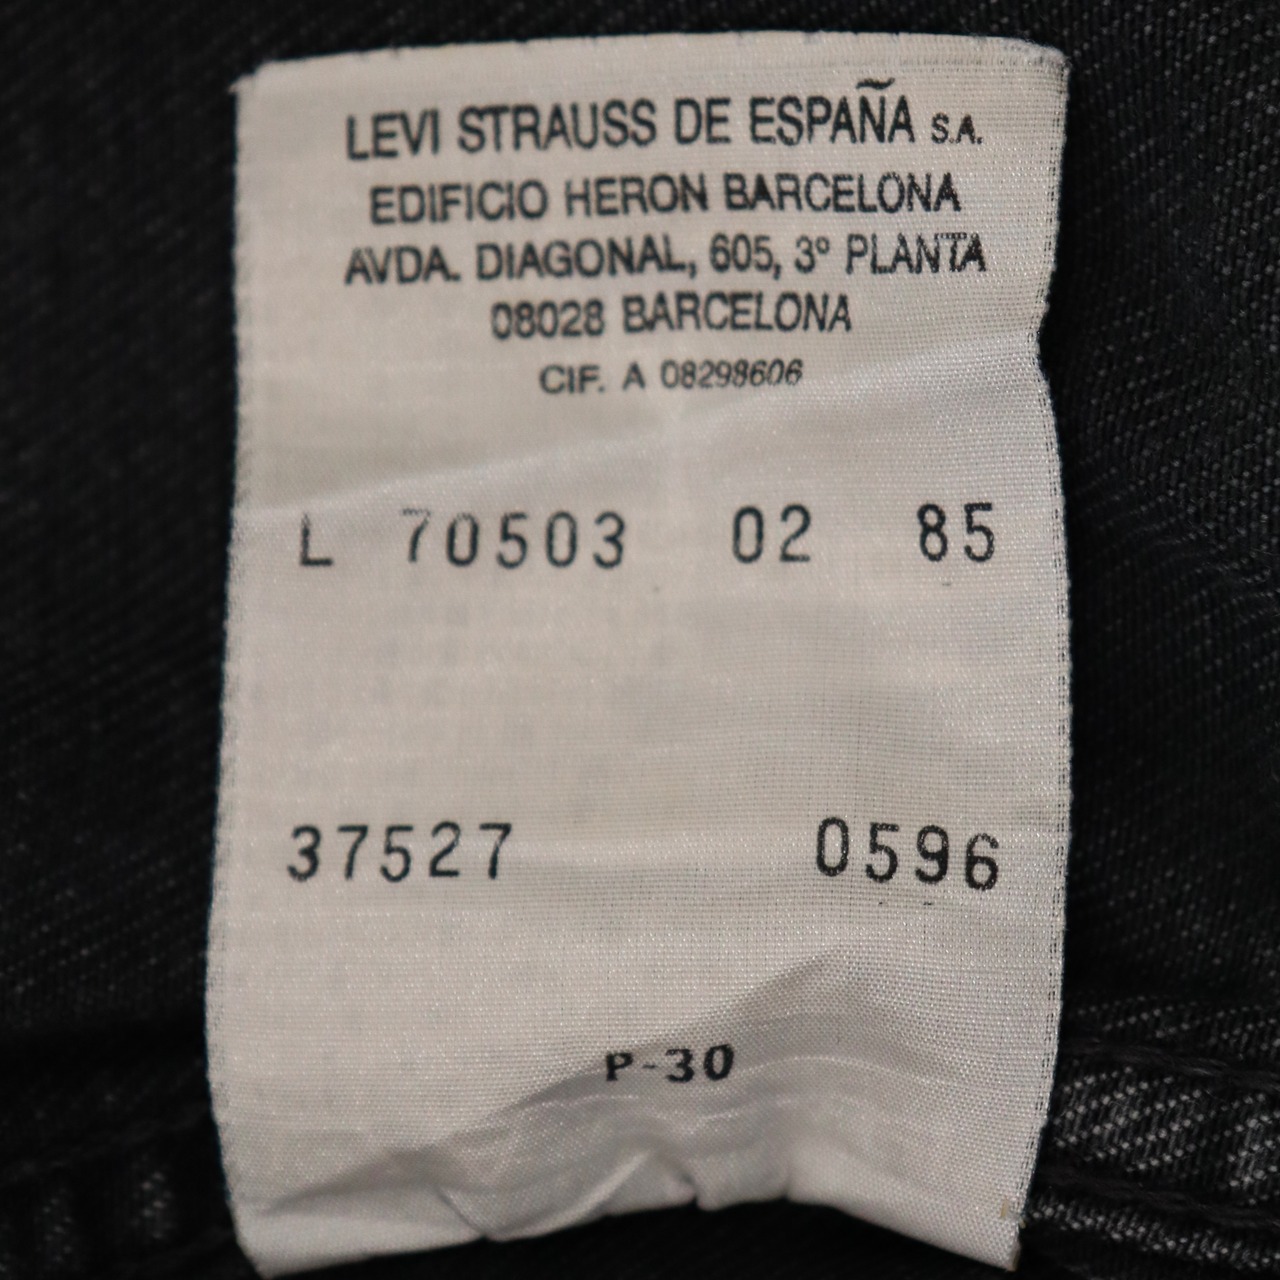 LEVI STRAUSS DE ESPAÑA S.A.
EDIFICIO HERON BARCELONA
AVDA. DIAGONAL, 605, 3º PLANTA
08028 BARCELONA
CIF. A 08298606
L 70503 02 85
37527 0596
P-30